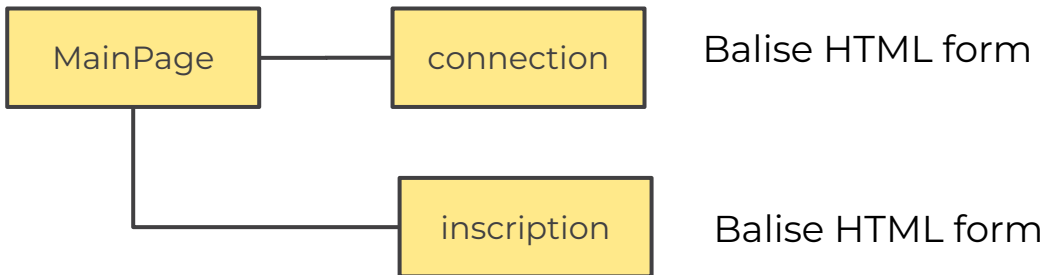 MainPage
connection
Balise HTML form
inscription
Balise HTML form